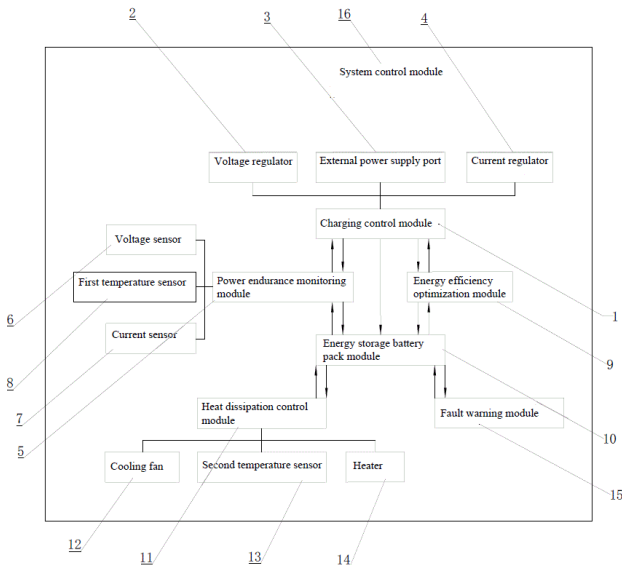 2
3
16
4
System control module
Voltage regulator
External power supply port
Current regulator
Charging control module
Voltage sensor
First temperature sensor
Power endurance monitoring
module
Energy efficiency
optimization module
1
6
Current sensor
Energy storage battery
pack module
9
8
7
Heat dissipation control
module
Fault warning module
10
5
Cooling fan
Second temperature sensor
Heater
15
12
11
13
14